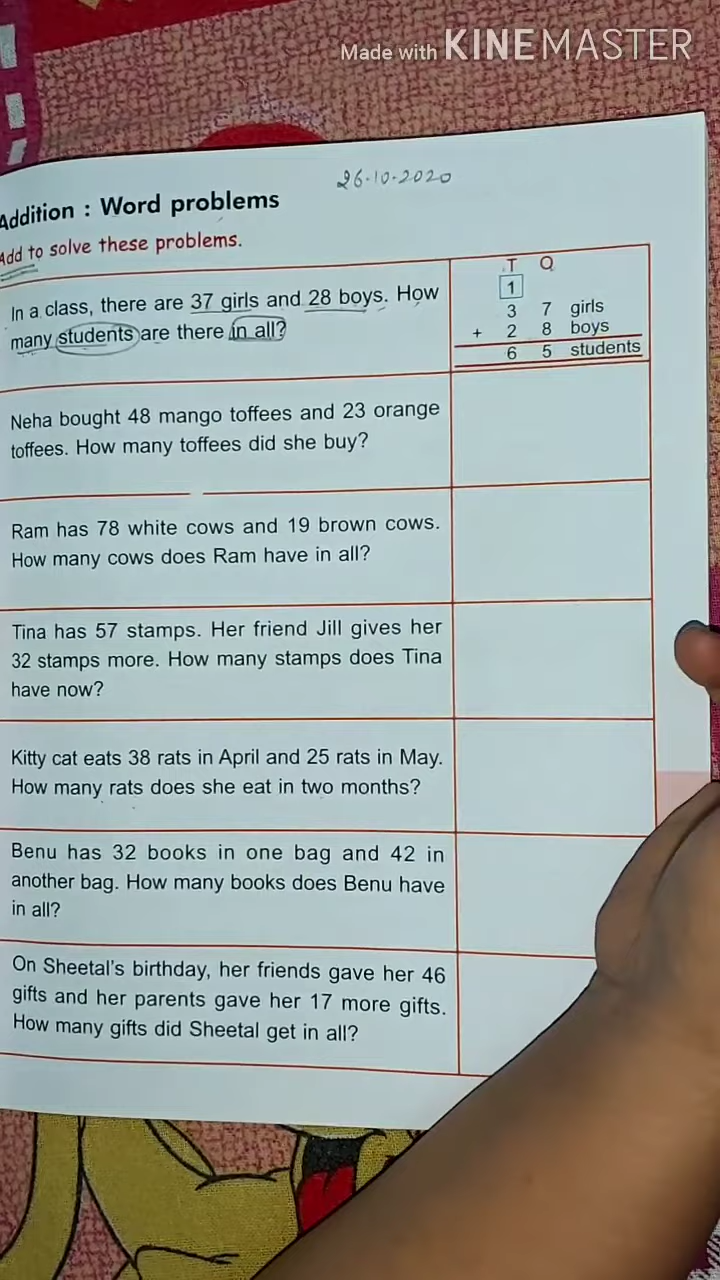 Made with KINEMASTER
26-10-2020
Addition : Word problems
Add to solve these problems.
In a class, there are 37 girls and 28 boys. How
many students are there in all?
T O
1
3 7 girls
+ 2 8 boys
6 5 students
Neha bought 48 mango toffees and 23 orange
toffees. How many toffees did she buy?
Ram has 78 white cows and 19 brown cows.
How many cows does Ram have in all?
Tina has 57 stamps. Her friend Jill gives her
32 stamps more. How many stamps does Tina
have now?
Kitty cat eats 38 rats in April and 25 rats in May.
How many rats does she eat in two months?
Benu has 32 books in one bag and 42 in
another bag. How many books does Benu have
in all?
On Sheetal's birthday, her friends gave her 46
gifts and her parents gave her 17 more gifts.
How many gifts did Sheetal get in all?